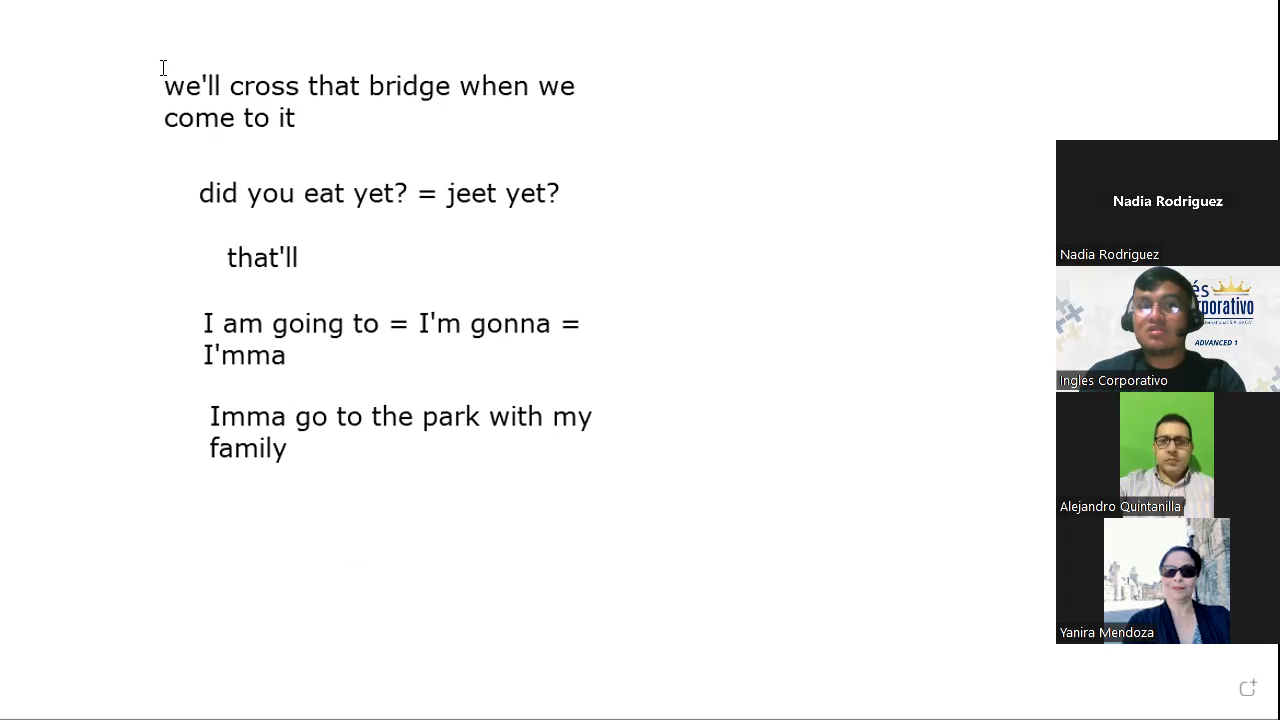 we'll cross that bridge when we
come to it
did you eat yet? = jeet yet?
that'll
I am going to = I'm gonna =
I'mma
Imma go to the park with my
family
Nadia Rodriguez
Nadia Rodriguez
és
rporativo
ADVANCED 1
Ingles Corporativo
Alejandro Quintanilla
Yanira Mendoza